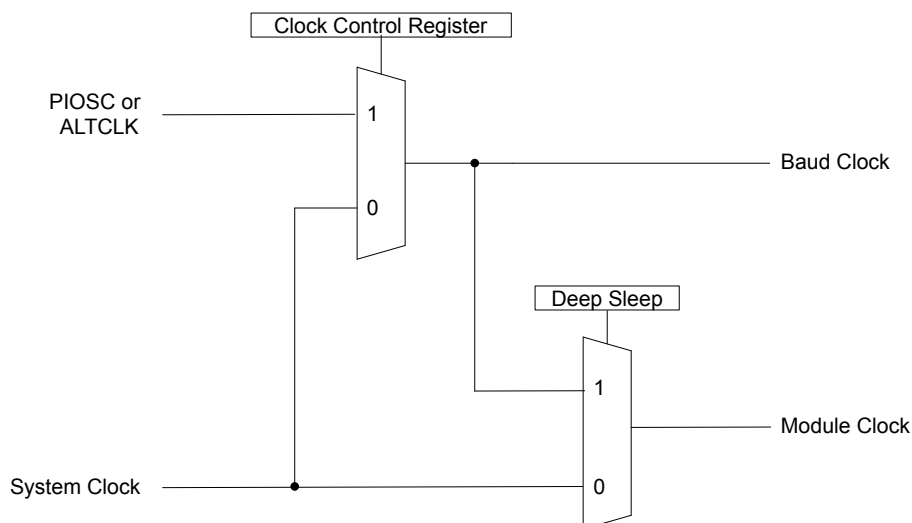 Clock Control Register
PIOSC or
ALTCLK
1
Baud Clock
0
Deep Sleep
1
Module Clock
System Clock
0